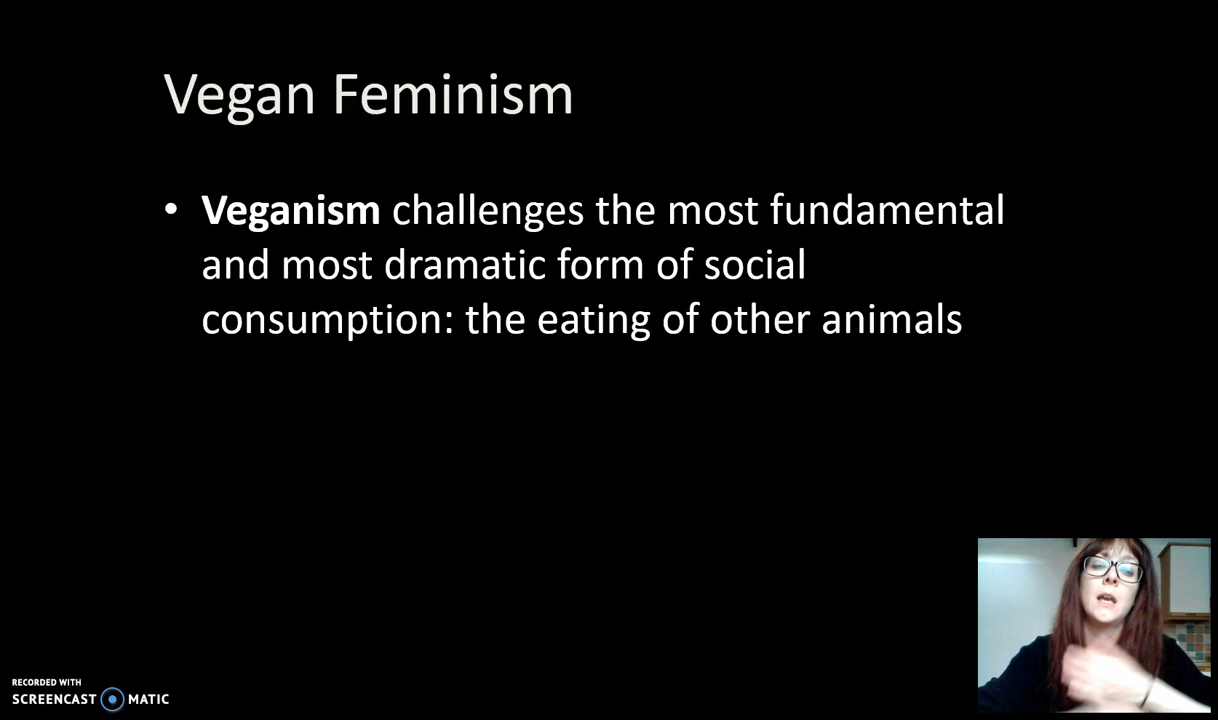 Vegan Feminism
• Veganism challenges the most fundamental
and most dramatic form of social
consumption: the eating of other animals
RECORDED WITH
SCREENCAST MATIC